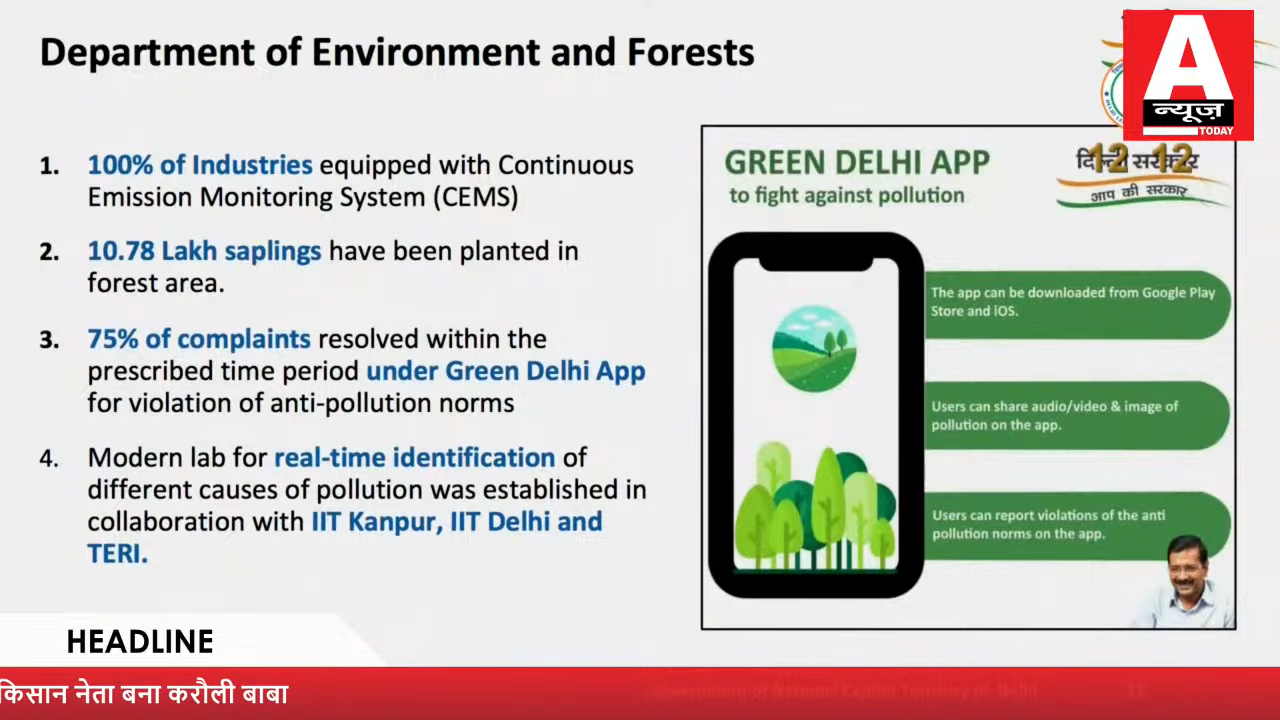 Department of Environment and Forests
A
न्यूज़
TODAY
1. 100% of Industries equipped with Continuous
Emission Monitoring System (CEMS)
2. 10.78 Lakh saplings have been planted in
forest area.
3. 75% of complaints resolved within the
prescribed time period under Green Delhi App
for violation of anti-pollution norms
4. Modern lab for real-time identification of
different causes of pollution was established in
collaboration with IIT Kanpur, IIT Delhi and
TERI.
GREEN DELHI APP
to fight against pollution
12 12
आप की सरकार
The app can be downloaded from Google Play
Store and iOS.
Users can share audio/video & image of
pollution on the app.
Users can report violations of the anti
pollution norms on the app.
HEADLINE
किसान नेता बना करौली बाबा